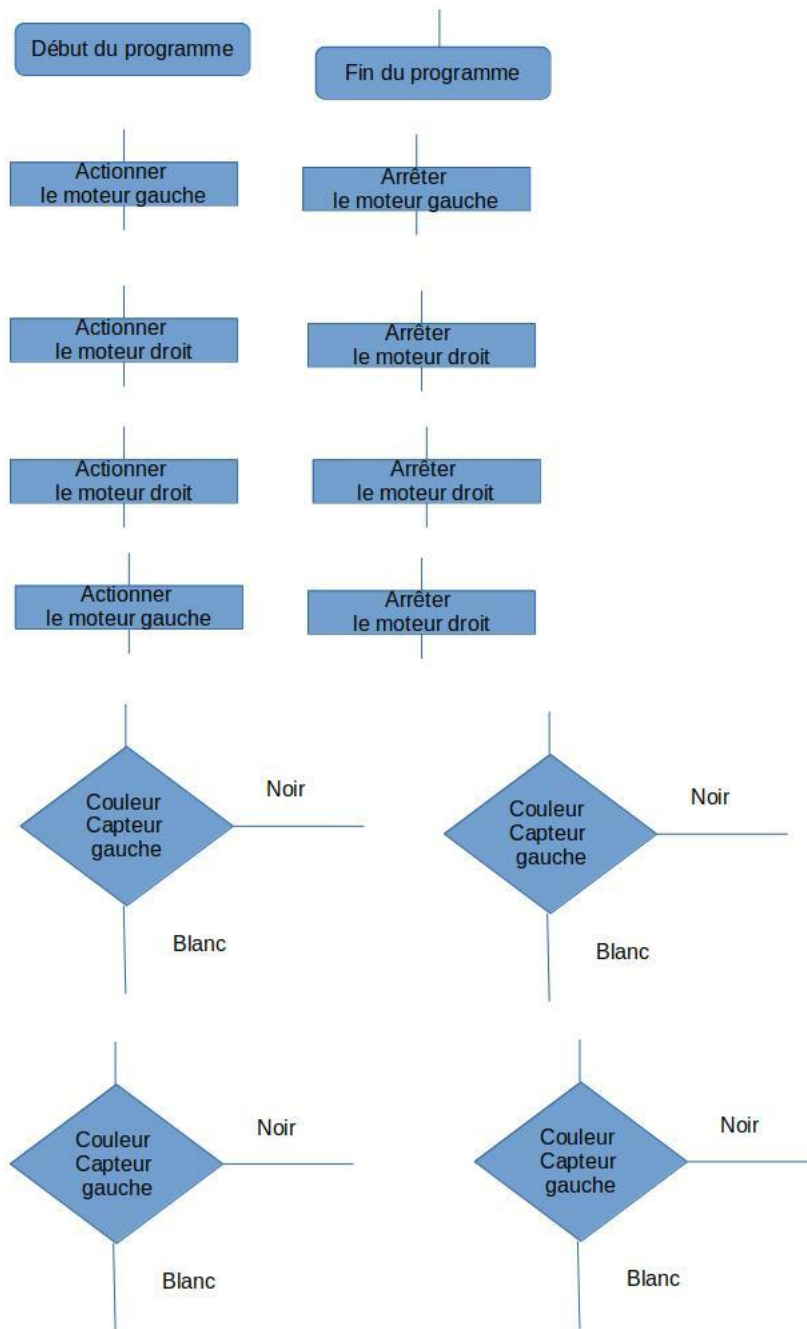 Début du programme
Fin du programme
Actionner
le moteur gauche
Arrêter
le moteur gauche
Actionner
le moteur droit
Arrêter
le moteur droit
Actionner
le moteur droit
Arrêter
le moteur droit
Actionner
le moteur gauche
Arrêter
le moteur droit
Couleur
Capteur
gauche
Noir
Blanc
Couleur
Capteur
gauche
Noir
Blanc
Couleur
Capteur
gauche
Noir
Blanc
Couleur
Capteur
gauche
Noir
Blanc